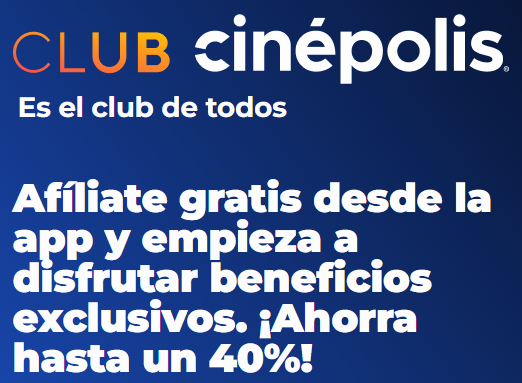 CLUB cinépolis®
Es el club de todos
Afíliate gratis desde la
app y empieza a
disfrutar beneficios
exclusivos. ¡Ahorra
hasta un 40%!